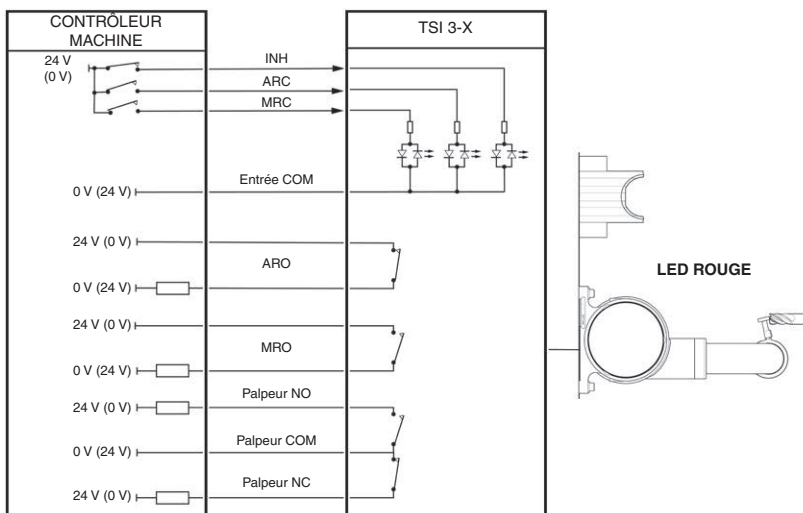 CONTRÔLEUR
MACHINE
TSI 3-X
24 V
(0 V)
INH
ARC
MRC
0 V (24 V)
Entrée COM
24 V (0 V)
ARO
0 V (24 V)
24 V (0 V)
MRO
0 V (24 V)
24 V (0 V)
Palpeur NO
0 V (24 V)
Palpeur COM
24 V (0 V)
Palpeur NC
LED ROUGE